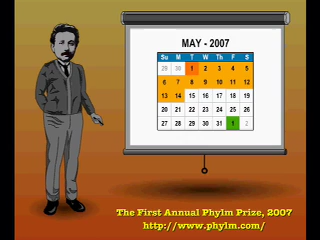 MAY - 2007
Su M T W Th F S
29 30 1 2 3 4 5
6 7 8 9 10 11 12
13 14 15 16 17 18 19
20 21 22 23 24 25 26
27 28 29 30 31 1 2
The First Annual Phylm Prize, 2007
http://www.phylm.com/